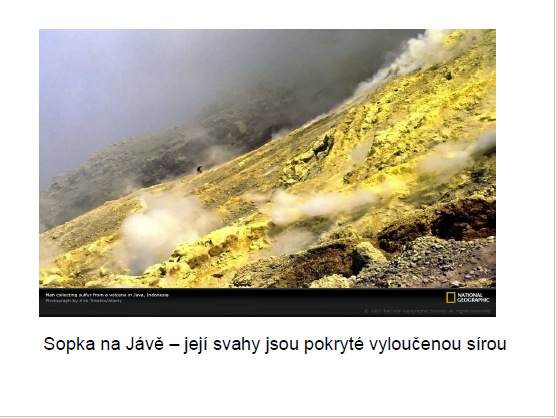 Man collecting sulfur from a volcano in Java, Indonesia
NATIONAL
GEOGRAPHIC
Sopka na Jávě – její svahy jsou pokryté vyloučenou sírou